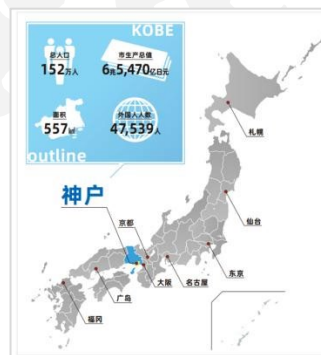 KOBE
总人口
152万人
市生产总值
6兆5,470亿日元
面积
557㎢
外国人人数
47,539人
outline
神户
札幌
仙台
京都
东京
大阪
名古屋
广岛
福冈